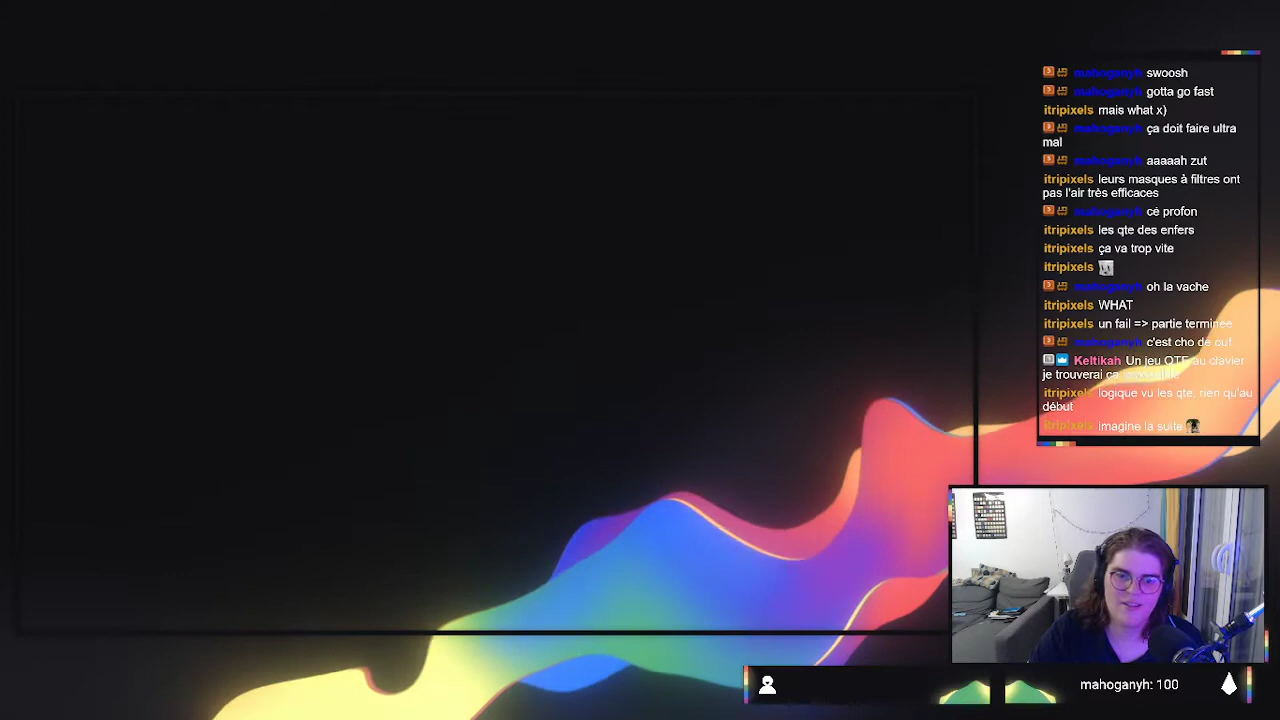 mahoganyh swoosh
mahoganyh gotta go fast
itripixels mais what x)
mahoganyh ça doit faire ultra
mal
mahoganyh aaaaah zut
itripixels leurs masques à filtres ont
pas l'air très efficaces
mahoganyh cé profon
itripixels les qte des enfers
itripixels ça va trop vite
itripixels
mahoganyh oh la vache
itripixels WHAT
itripixels un fail => partie terminée
mahoganyh c'est cho de ouf
Keltikah Un jeu QTE au clavier
je trouverai ça
itripixels logique vu les qte, rien qu'au
début
itripixels imagine la suite
mahoganyh: 100